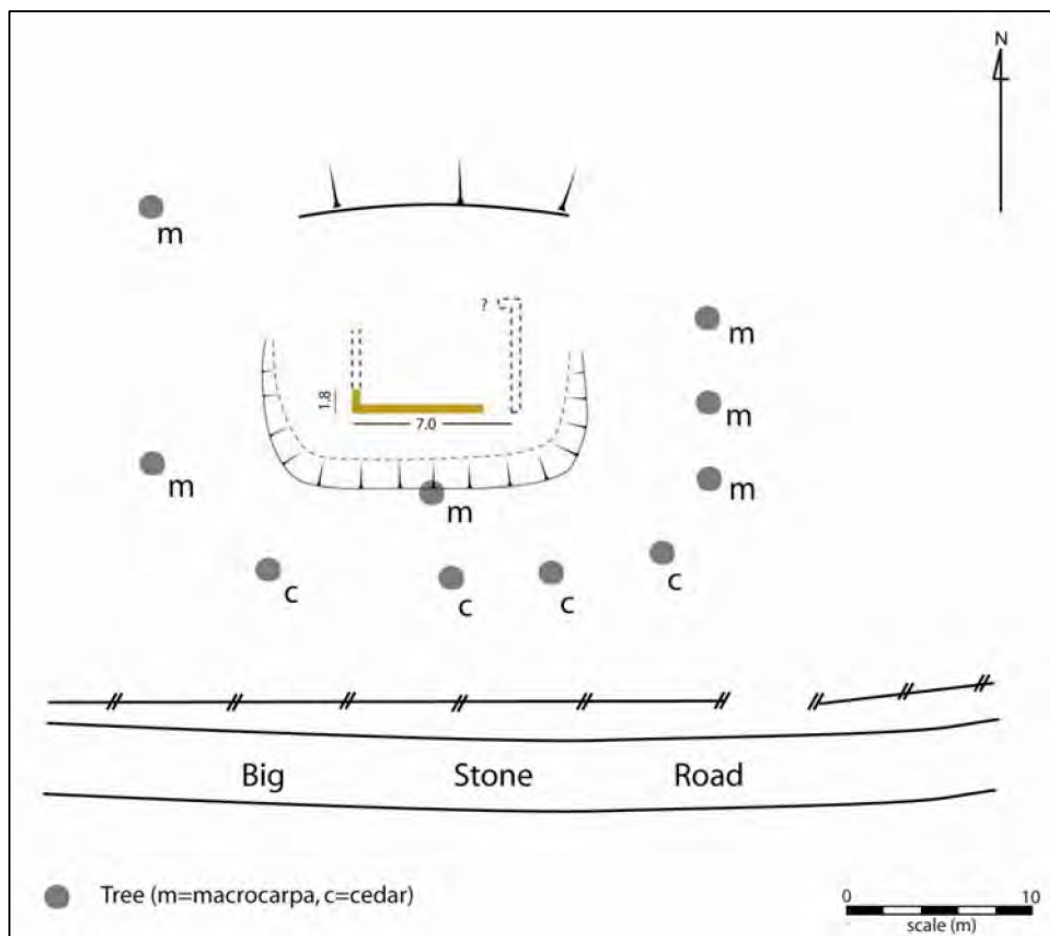 N
m
?
m
1.8
7.0
m
m
m
m
c
c
c
c
Big Stone Road
Tree (m=macrocarpa, c=cedar)
0 10
scale (m)